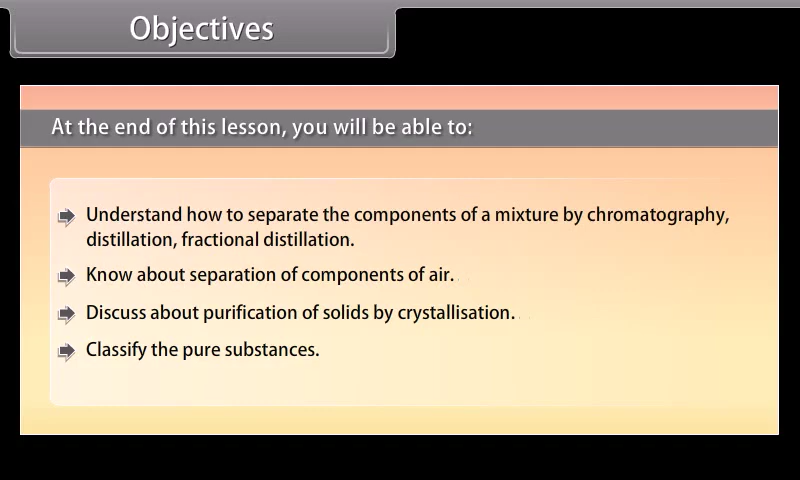 Objectives
At the end of this lesson, you will be able to:
Understand how to separate the components of a mixture by chromatography,
distillation, fractional distillation.
Know about separation of components of air.
Discuss about purification of solids by crystallisation.
Classify the pure substances.